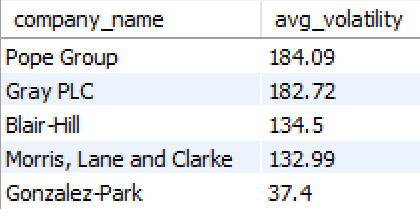 company_name avg_volatility
Pope Group 184.09
Gray PLC 182.72
Blair-Hill 134.5
Morris, Lane and Clarke 132.99
Gonzalez-Park 37.4